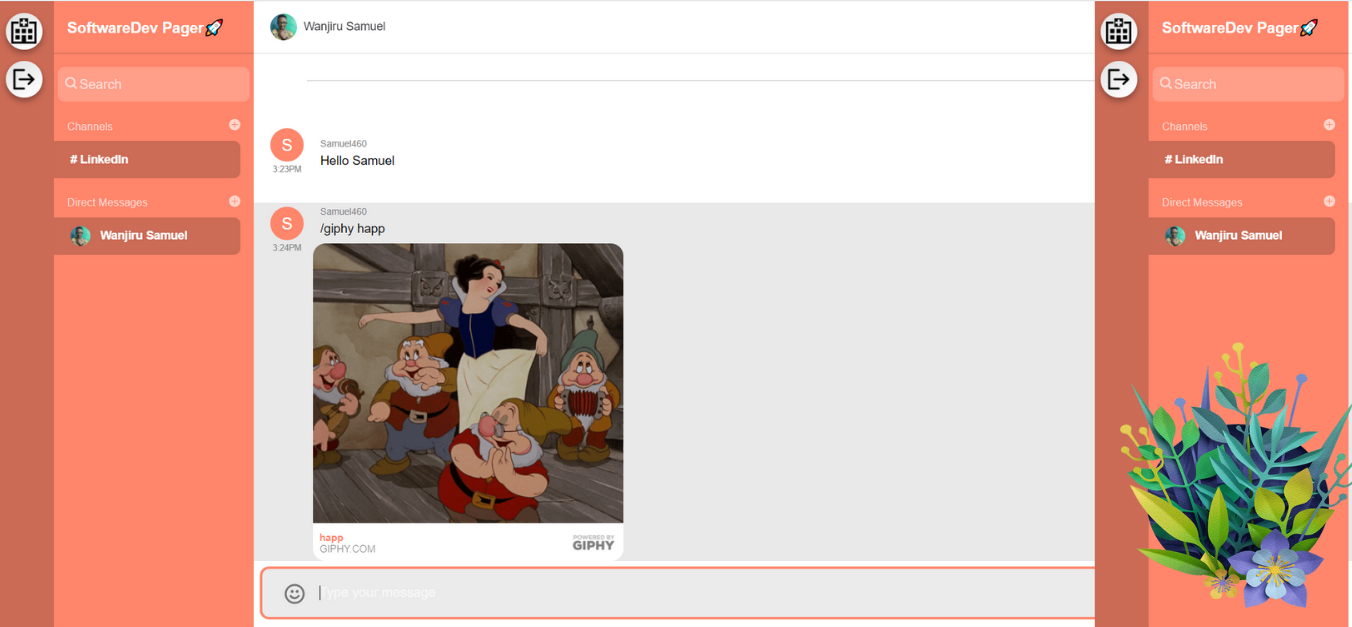 SoftwareDev Pager🚀
Search
Channels
# LinkedIn
Direct Messages
Wanjiru Samuel
Wanjiru Samuel
S
Samuel460
Hello Samuel
3:23PM
S
Samuel460
/giphy happ
3:24PM
happ
GIPHY.COM
POWERED BY
GIPHY
Type your message
SoftwareDev Pager🚀
Search
Channels
# LinkedIn
Direct Messages
Wanjiru Samuel